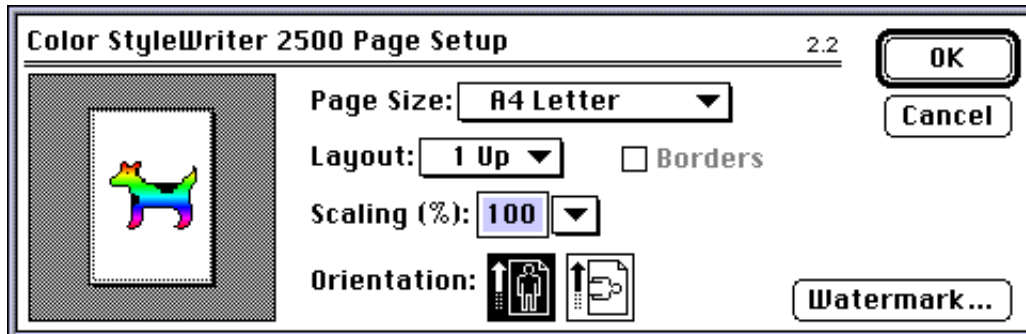 Color StyleWriter 2500 Page Setup 2.2
OK
Page Size: A4 Letter
Cancel
Layout: 1 Up Borders
Scaling (%): 100
Orientation:
Watermark...